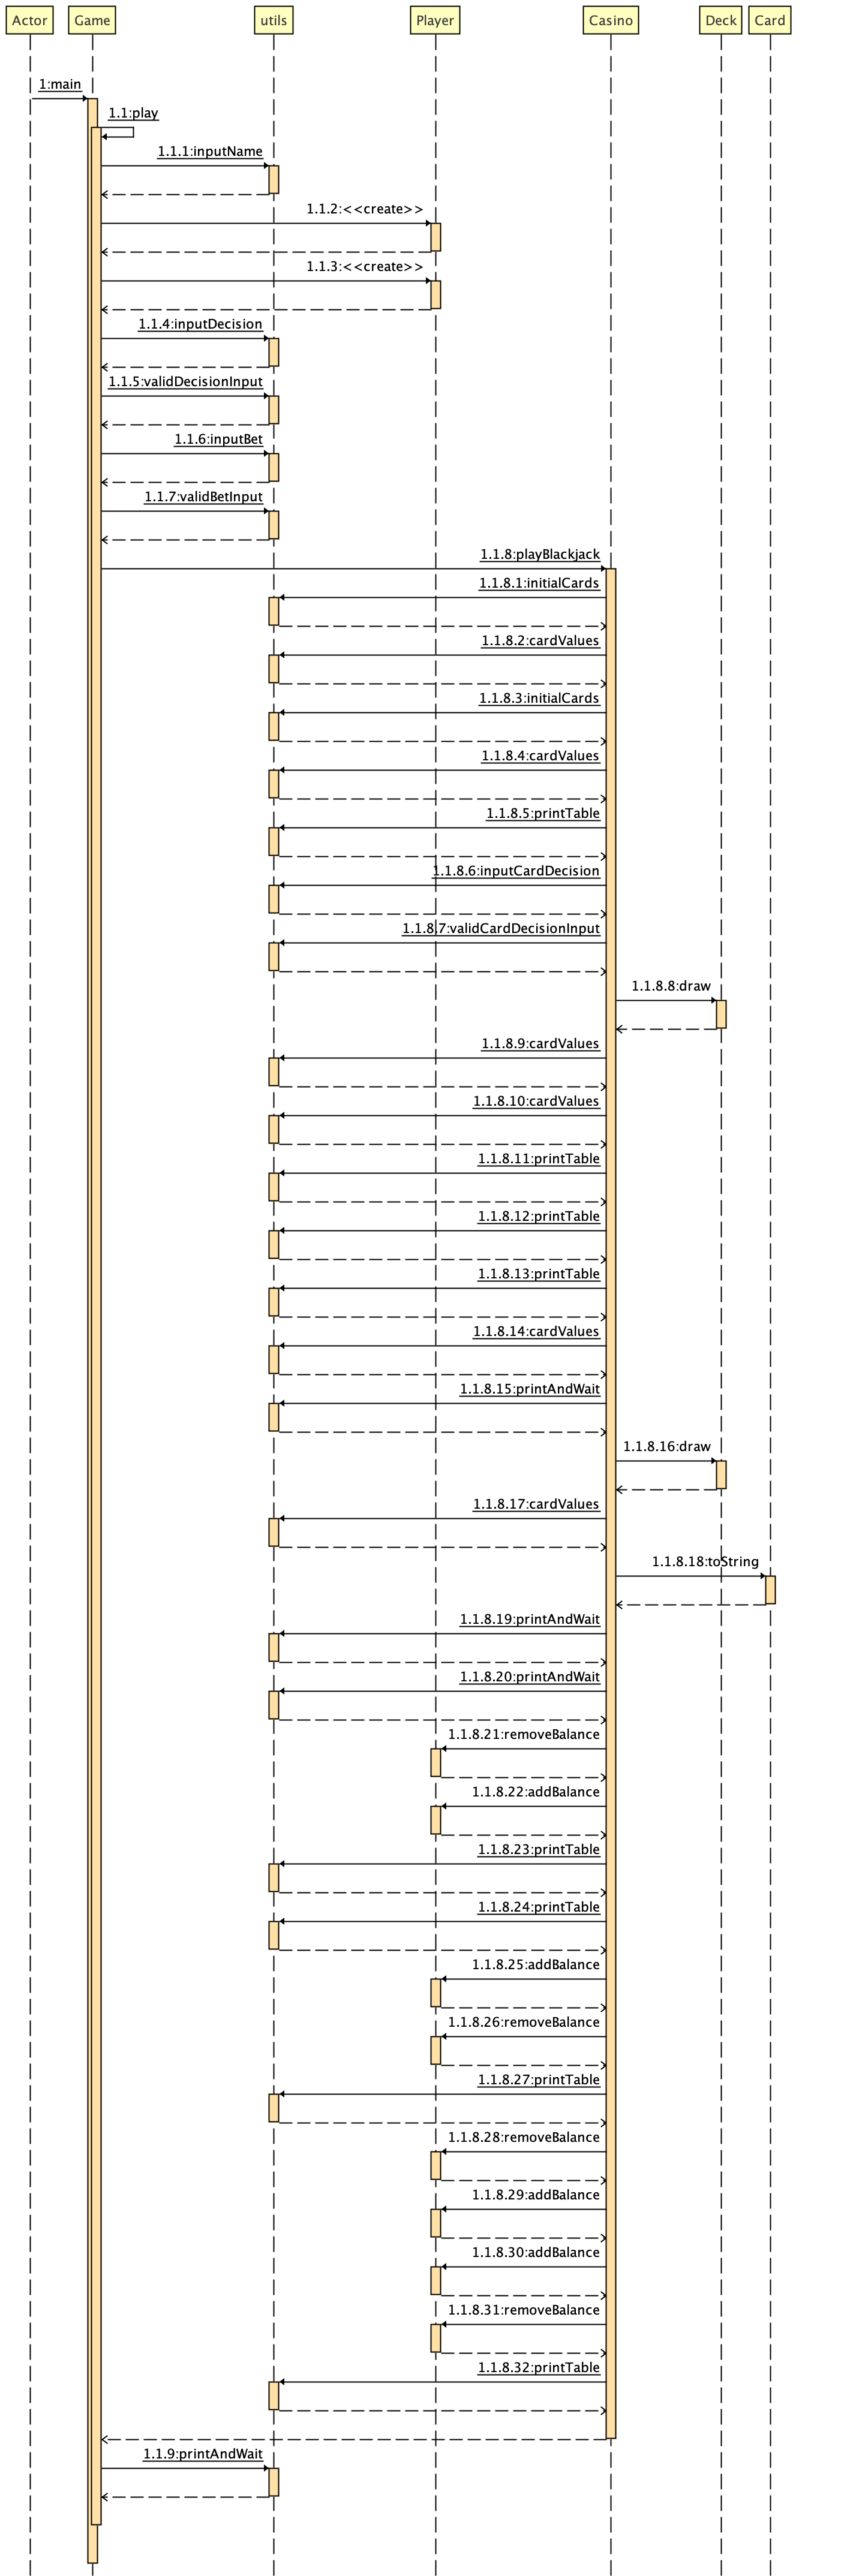 Actor Game utils Player Casino Deck Card
1:main
1.1:play
1.1.1:inputName
1.1.2:<<create>>
1.1.3:<<create>>
1.1.4:inputDecision
1.1.5:validDecisionInput
1.1.6:inputBet
1.1.7:validBetInput
1.1.8:playBlackjack
1.1.8.1:initialCards
1.1.8.2:cardValues
1.1.8.3:initialCards
1.1.8.4:cardValues
1.1.8.5:printTable
1.1.8.6:inputCardDecision
1.1.8.7:validCardDecisionInput
1.1.8.8:draw
1.1.8.9:cardValues
1.1.8.10:cardValues
1.1.8.11:printTable
1.1.8.12:printTable
1.1.8.13:printTable
1.1.8.14:cardValues
1.1.8.15:printAndWait
1.1.8.16:draw
1.1.8.17:cardValues
1.1.8.18:toString
1.1.8.19:printAndWait
1.1.8.20:printAndWait
1.1.8.21:removeBalance
1.1.8.22:addBalance
1.1.8.23:printTable
1.1.8.24:printTable
1.1.8.25:addBalance
1.1.8.26:removeBalance
1.1.8.27:printTable
1.1.8.28:removeBalance
1.1.8.29:addBalance
1.1.8.30:addBalance
1.1.8.31:removeBalance
1.1.8.32:printTable
1.1.9:printAndWait